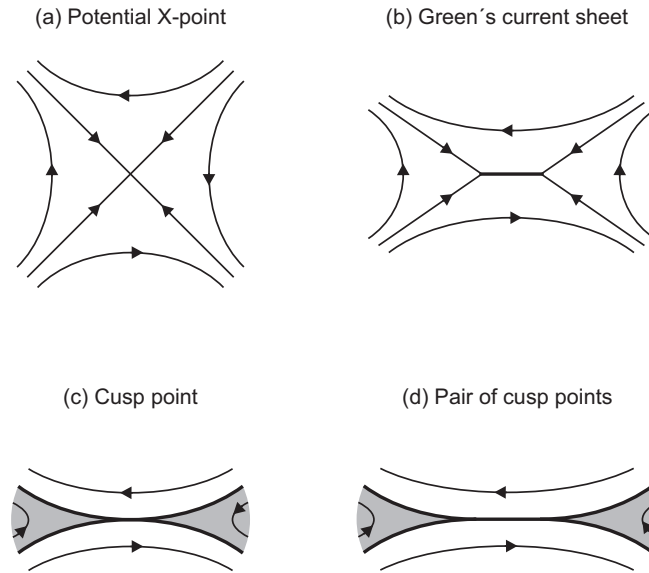 (a) Potential X-point
(b) Green´s current sheet
(c) Cusp point
(d) Pair of cusp points